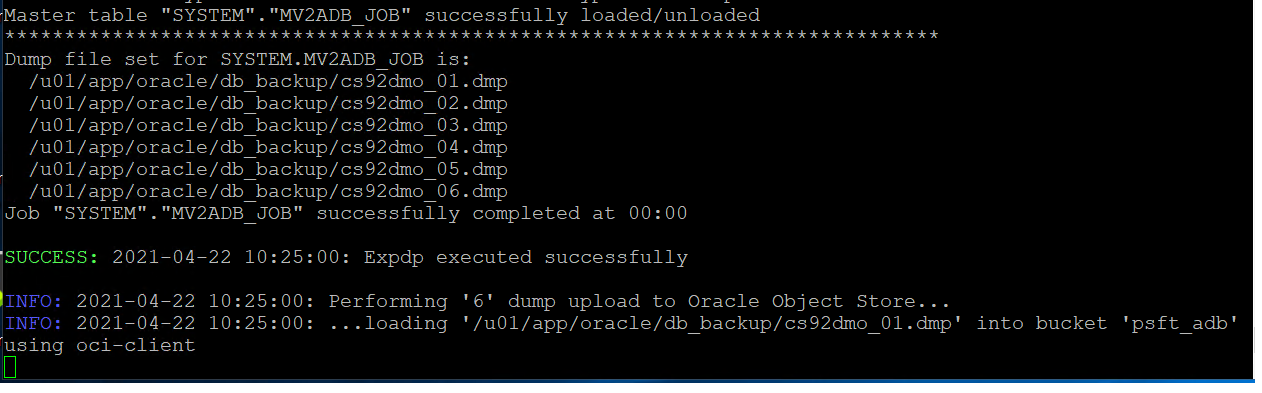 Master table "SYSTEM"."MV2ADB_JOB" successfully loaded/unloaded
******************************************************************************
Dump file set for SYSTEM.MV2ADB_JOB is:
  /u01/app/oracle/db_backup/cs92dmo_01.dmp
  /u01/app/oracle/db_backup/cs92dmo_02.dmp
  /u01/app/oracle/db_backup/cs92dmo_03.dmp
  /u01/app/oracle/db_backup/cs92dmo_04.dmp
  /u01/app/oracle/db_backup/cs92dmo_05.dmp
  /u01/app/oracle/db_backup/cs92dmo_06.dmp
Job "SYSTEM"."MV2ADB_JOB" successfully completed at 00:00
SUCCESS: 2021-04-22 10:25:00: Expdp executed successfully
INFO: 2021-04-22 10:25:00: Performing '6' dump upload to Oracle Object Store...
INFO: 2021-04-22 10:25:00: ...loading '/u01/app/oracle/db_backup/cs92dmo_01.dmp' into bucket 'psft_adb'
using oci-client